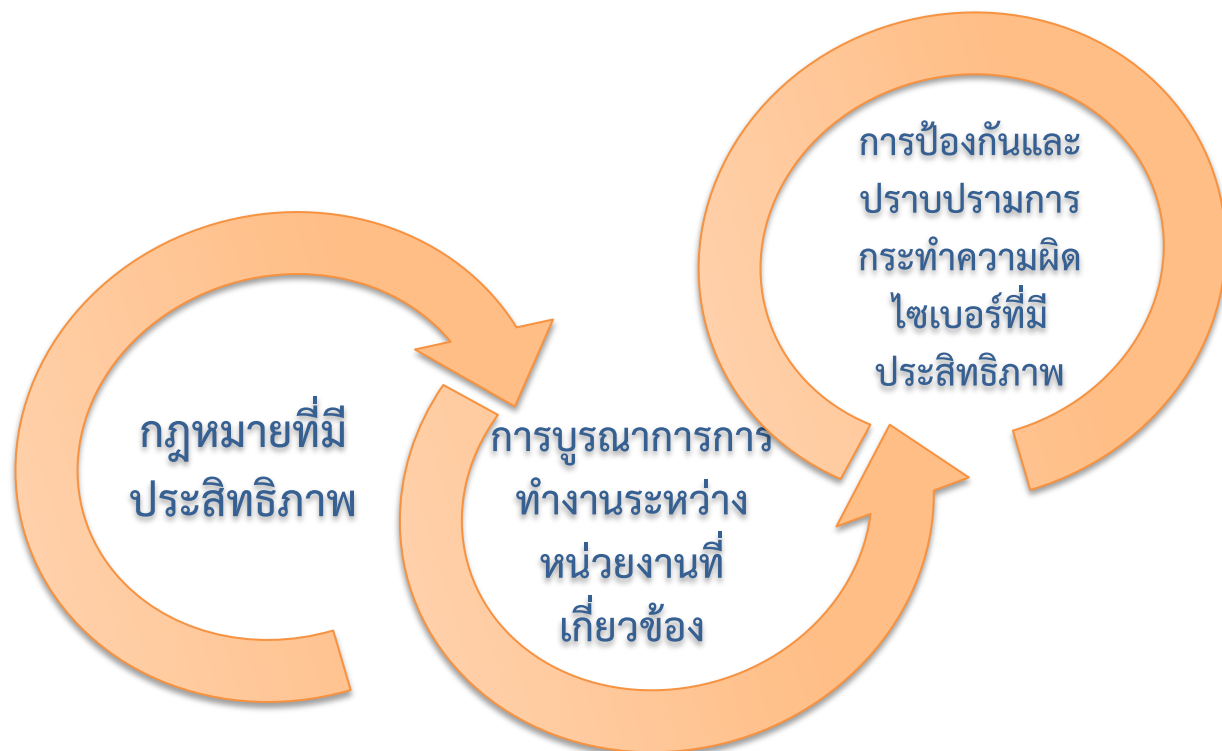 กฎหมายที่มี
ประสิทธิภาพ
การบูรณาการการ
ทำงานระหว่าง
หน่วยงานที่
เกี่ยวข้อง
การป้องกันและ
ปราบปรามการ
กระทำความผิด
ไซเบอร์ที่มี
ประสิทธิภาพ